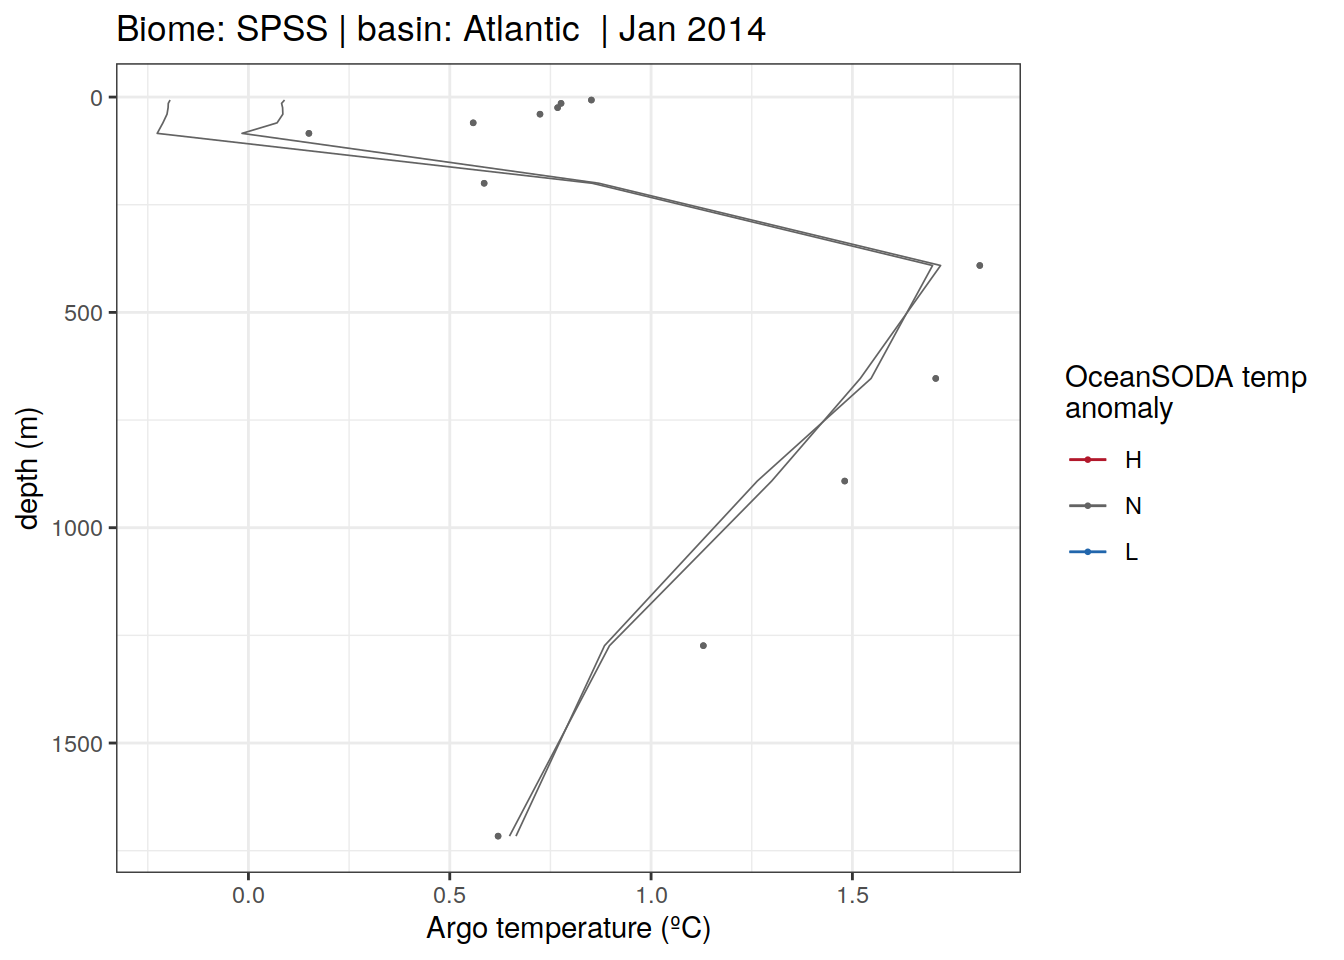 Biome: SPSS | basin: Atlantic  | Jan 2014
0
500
1000
1500
depth (m)
0.0
0.5
1.0
1.5
Argo temperature (ºC)
OceanSODA temp
anomaly
H
N
L